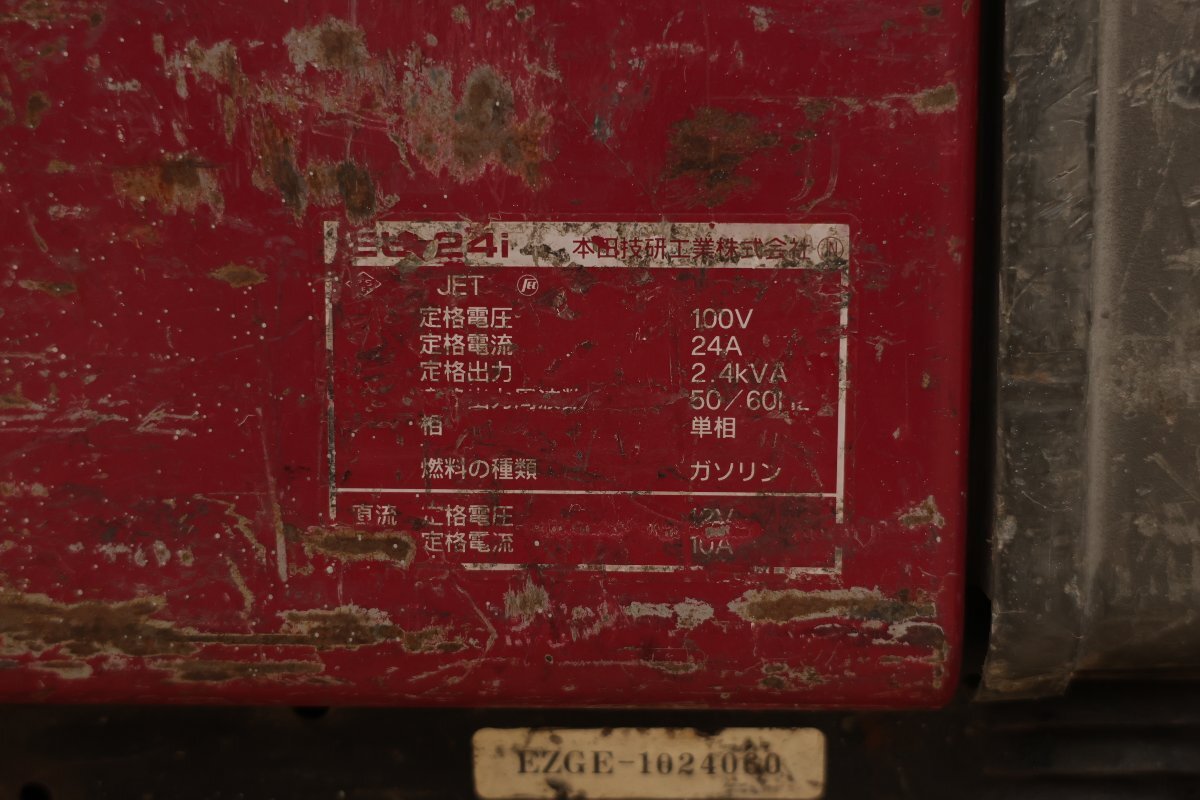 24i 本田技研工業株式会社
JET
定格電圧 100V
定格電流 24A
定格出力 2.4kVA
50/60Hz
相 単相
燃料の種類 ガソリン
直流 定格電圧 12V
定格電流 10A
EZGE-1024060